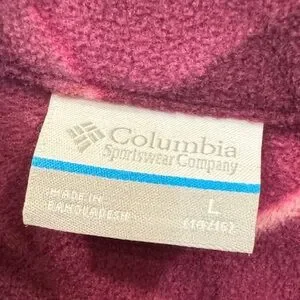 Columbia
Sportswear Company
MADE IN
BANGLADESH
L
(14/16)